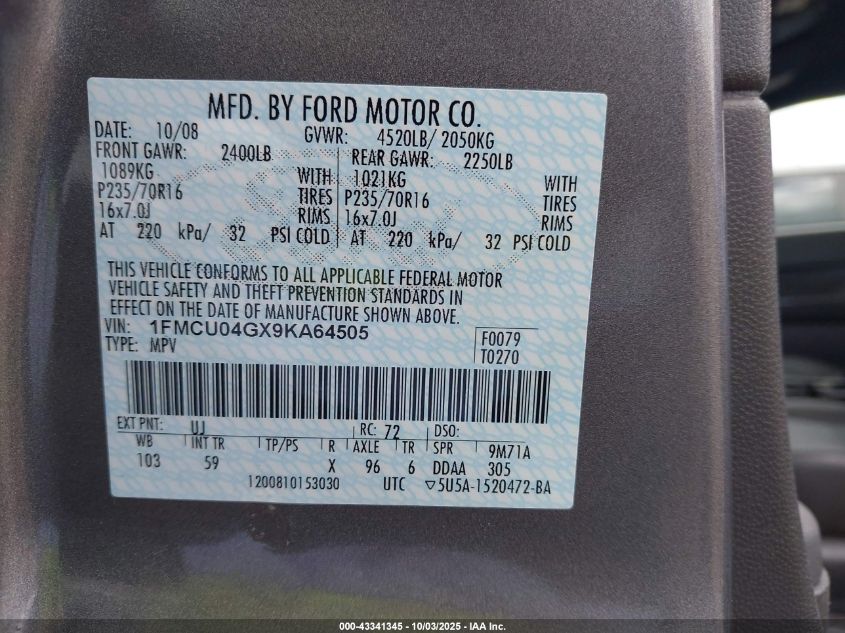 MFD. BY FORD MOTOR CO.
DATE: 10/08 GVWR: 4520LB/ 2050KG
FRONT GAWR: 2400LB REAR GAWR: 2250LB
1089KG WITH 1021KG WITH
P235/70R16 TIRES P235/70R16 TIRES
16x7.0J RIMS 16x7.0J RIMS
AT 220 kPa/ 32 PSI COLD AT 220 kPa/ 32 PSI COLD
THIS VEHICLE CONFORMS TO ALL APPLICABLE FEDERAL MOTOR
VEHICLE SAFETY AND THEFT PREVENTION STANDARDS IN
EFFECT ON THE DATE OF MANUFACTURE SHOWN ABOVE.
VIN: 1FMCU04GX9KA64505 F0079
TYPE: MPV T0270
EXT PNT: UJ RC: 72 DSO:
WB INT TR TP/PS R AXLE TR SPR 9M71A
103 59 X 96 6 DDAA 305
1200810153030 UTC ▽5U5A-1520472-BA
000-43341345 | 10/03/2025 - IAA Inc.